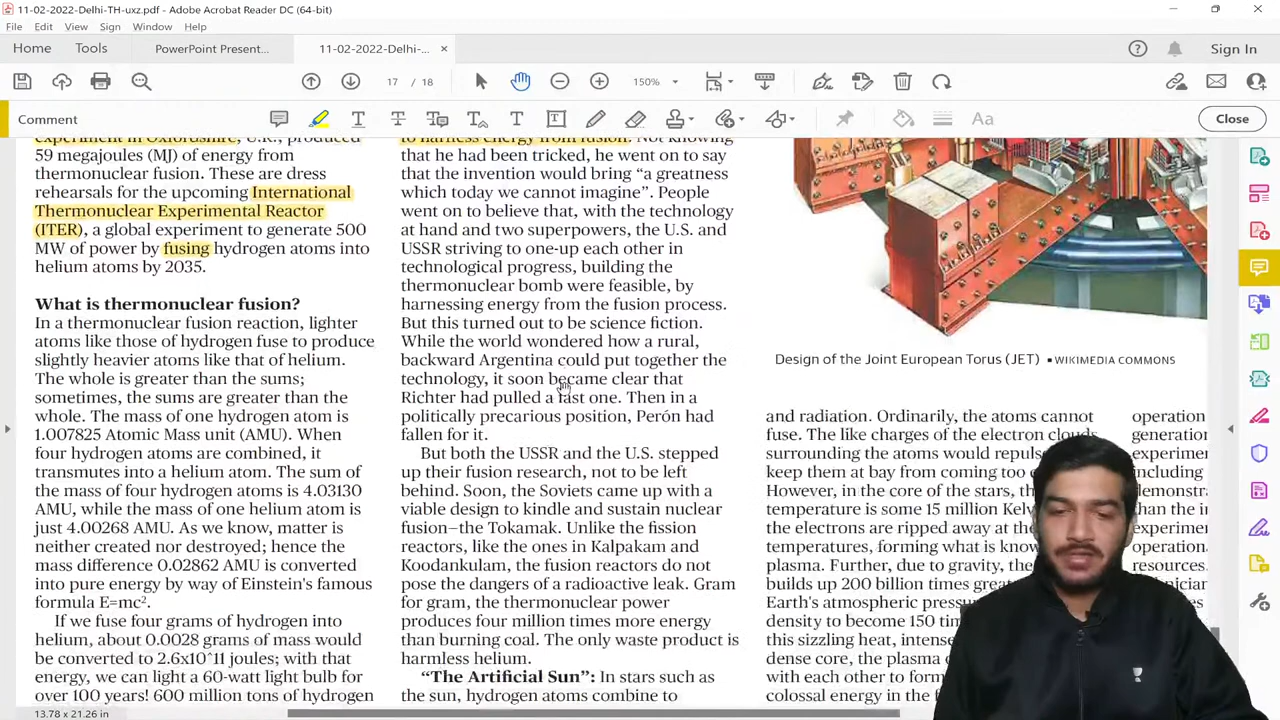 11-02-2022-Delhi-TH-uxz.pdf - Adobe Acrobat Reader DC (64-bit)
File Edit View Sign Window Help
Home Tools PowerPoint Present... 11-02-2022-Delhi-... × Sign In
17 / 18 150%
Comment Close
experiment in Oxfordshire, U.K., produced
59 megajoules (MJ) of energy from
thermonuclear fusion. These are dress
rehearsals for the upcoming International
Thermonuclear Experimental Reactor
(ITER), a global experiment to generate 500
MW of power by fusing hydrogen atoms into
helium atoms by 2035.
What is thermonuclear fusion?
In a thermonuclear fusion reaction, lighter
atoms like those of hydrogen fuse to produce
slightly heavier atoms like that of helium.
The whole is greater than the sums;
sometimes, the sums are greater than the
whole. The mass of one hydrogen atom is
1.007825 Atomic Mass unit (AMU). When
four hydrogen atoms are combined, it
transmutes into a helium atom. The sum of
the mass of four hydrogen atoms is 4.03130
AMU, while the mass of one helium atom is
just 4.00268 AMU. As we know, matter is
neither created nor destroyed; hence the
mass difference 0.02862 AMU is converted
into pure energy by way of Einstein's famous
formula E=mc².
If we fuse four grams of hydrogen into
helium, about 0.0028 grams of mass would
be converted to 2.6x10^11 joules; with that
energy, we can light a 60-watt light bulb for
over 100 years! 600 million tons of hydrogen
to harness energy from fusion. Not knowing
that he had been tricked, he went on to say
that the invention would bring “a greatness
which today we cannot imagine”. People
went on to believe that, with the technology
at hand and two superpowers, the U.S. and
USSR striving to one-up each other in
technological progress, building the
thermonuclear bomb were feasible, by
harnessing energy from the fusion process.
But this turned out to be science fiction.
While the world wondered how a rural,
backward Argentina could put together the
technology, it soon became clear that
Richter had pulled a fast one. Then in a
politically precarious position, Perón had
fallen for it.
But both the USSR and the U.S. stepped
up their fusion research, not to be left
behind. Soon, the Soviets came up with a
viable design to kindle and sustain nuclear
fusion—the Tokamak. Unlike the fission
reactors, like the ones in Kalpakam and
Koodankulam, the fusion reactors do not
pose the dangers of a radioactive leak. Gram
for gram, the thermonuclear power
produces four million times more energy
than burning coal. The only waste product is
harmless helium.
“The Artificial Sun”: In stars such as
the sun, hydrogen atoms combine to
Design of the Joint European Torus (JET) ■ WIKIMEDIA COMMONS
and radiation. Ordinarily, the atoms cannot
fuse. The like charges of the electron clouds
surrounding the atoms would repulse
keep them at bay from coming too
However, in the core of the stars, th
temperature is some 15 million Kelv
the electrons are ripped away at the
temperatures, forming what is know
plasma. Further, due to gravity, the
builds up 200 billion times great
Earth's atmospheric pressu
density to become 150 tim
this sizzling heat, intense
dense core, the plasma
with each other to form
colossal energy in the f
operation
generation
experimen
including
demonstra
than the in
experimen
operation
resources.
nician
13.78 x 21.26 in